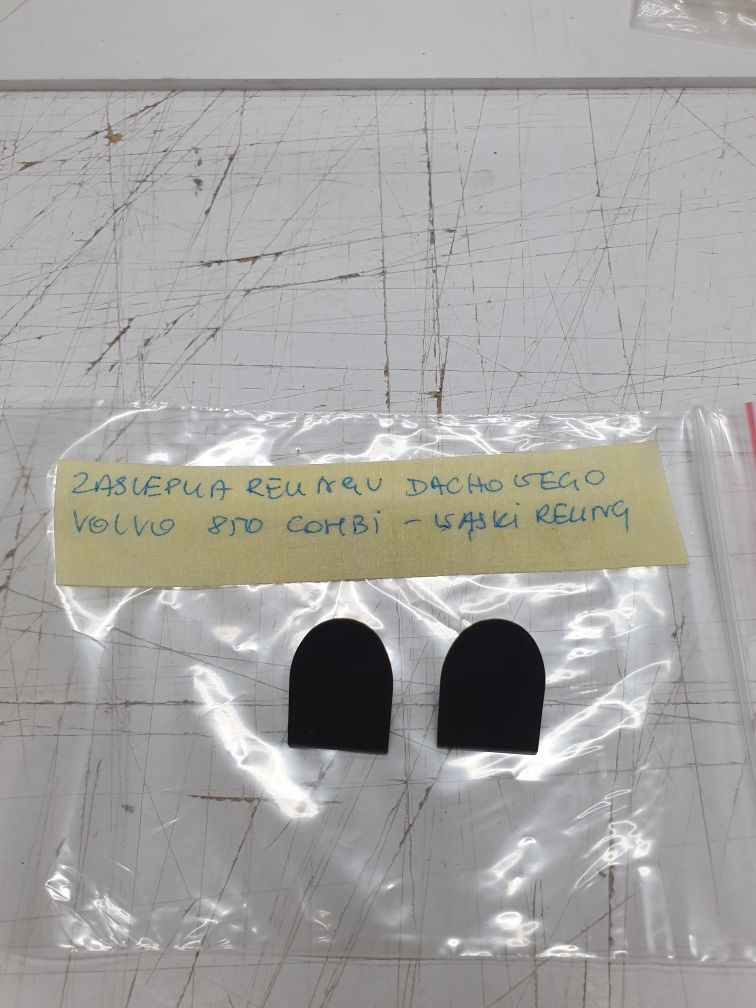 ZAŚLEPKA RELINGU DACHOWEGO
VOLVO 850 COMBi - WĄSKi RELING